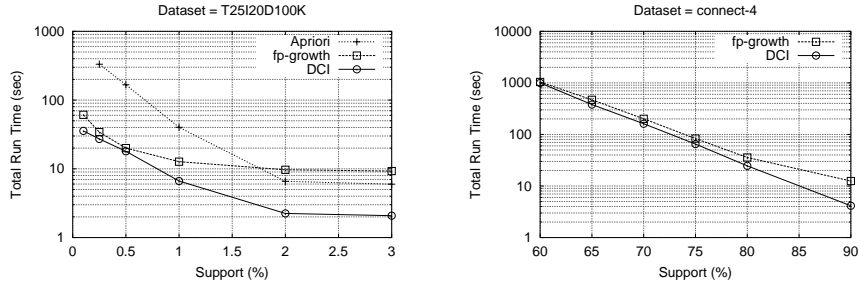 Dataset = T25I20D100K
1000
100
10
1
0 0.5 1 1.5 2 2.5 3
Total Run Time (sec)
Support (%)
Apriori
fp-growth
DCI
Dataset = connect-4
10000
1000
100
10
1
60 65 70 75 80 85 90
Total Run Time (sec)
Support (%)
fp-growth
DCI